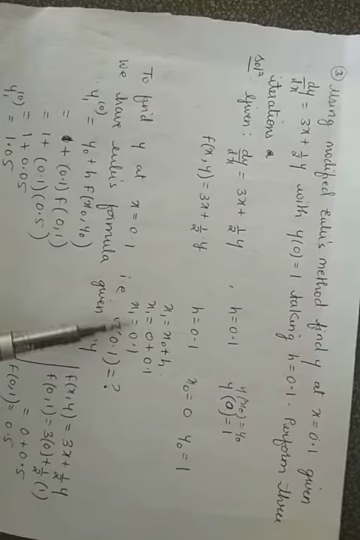 ③ Using modified Euler's method find y at x = 0.1 given
dy/dx = 3x + 1/2 y with y(0) = 1 taking h = 0.1. Perform three
iterations
Sol? Given: dy/dx = 3x + 1/2 y , h = 0.1 y(x0) = y0
y(0) = 1
f(x,y) = 3x + 1/2 y h = 0.1 x0 = 0 y0 = 1
x1 = x0 + h
x1 = 0 + 0.1
x1 = 0.1
To find y at x = 0.1 i.e (0.1) = ?
We have Euler's formula given
y1^(0) = y0 + h f(x0, y0)
= 1 + (0.1) f(0,1)
= 1 + (0.1)(0.5)
= 1 + 0.05
y1^(0) = 1.05
f(x,y) = 3x + 1/2 y
f(0,1) = 3(0) + 1/2 (1)
= 0 + 0.5
f(0,1) = 0.5